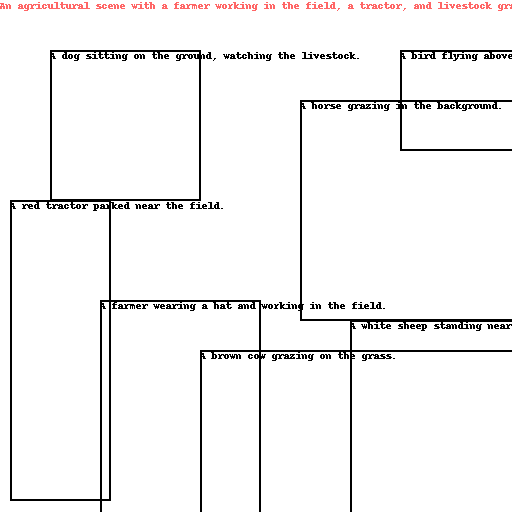 An agricultural scene with a farmer working in the field, a tractor, and livestock gra
A dog sitting on the ground, watching the livestock.
A bird flying above
A horse grazing in the background.
A red tractor parked near the field.
A farmer wearing a hat and working in the field.
A white sheep standing near
A brown cow grazing on the grass.